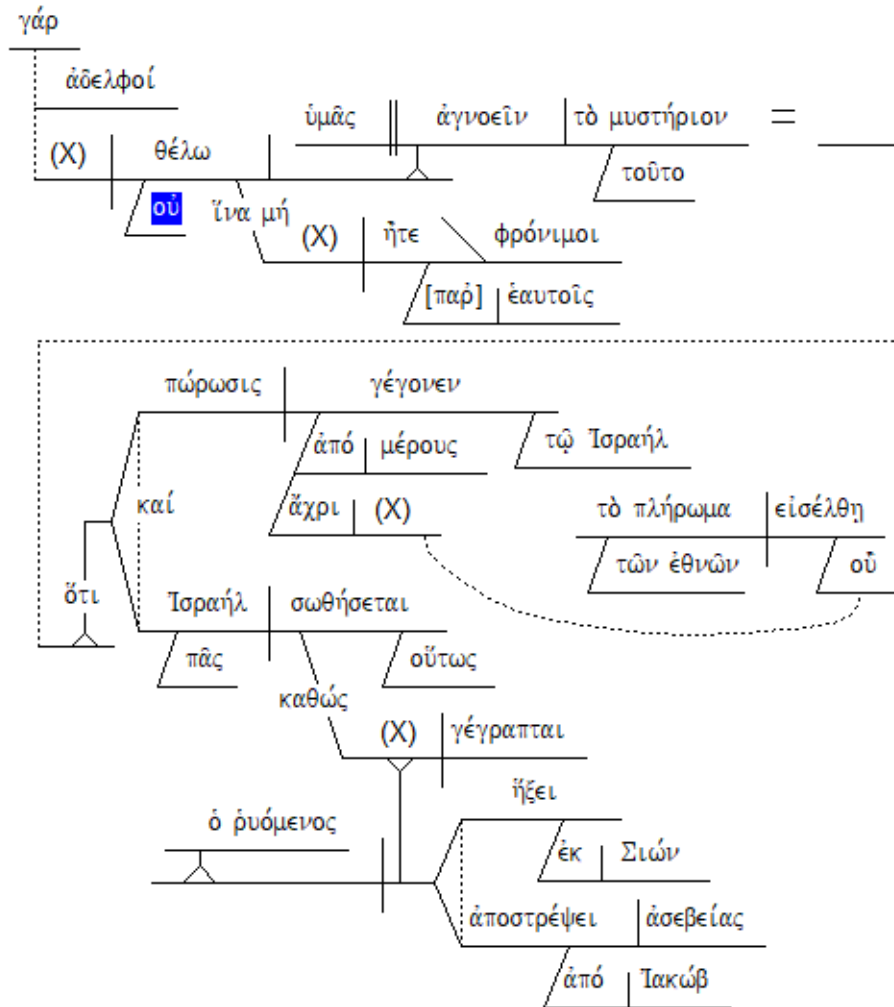 γάρ
ἀδελφοί
ὑμᾶς ἀγνοεῖν τὸ μυστήριον =
(X) θέλω
τοῦτο
οὐ ἵνα μή
(X) ἦτε φρόνιμοι
[παῤ] ἑαυτοῖς
πώρωσις γέγονεν
ἀπό μέρους τῷ Ἰσραήλ
καί ἄχρι (X) τὸ πλήρωμα εἰσέλθῃ
τῶν ἐθνῶν οὗ
ὅτι Ἰσραήλ σωθήσεται
πᾶς οὕτως
καθώς
(X) γέγραπται
ἥξει
ὁ ῥυόμενος
ἐκ Σιών
ἀποστρέψει ἀσεβείας
ἀπό Ἰακώβ